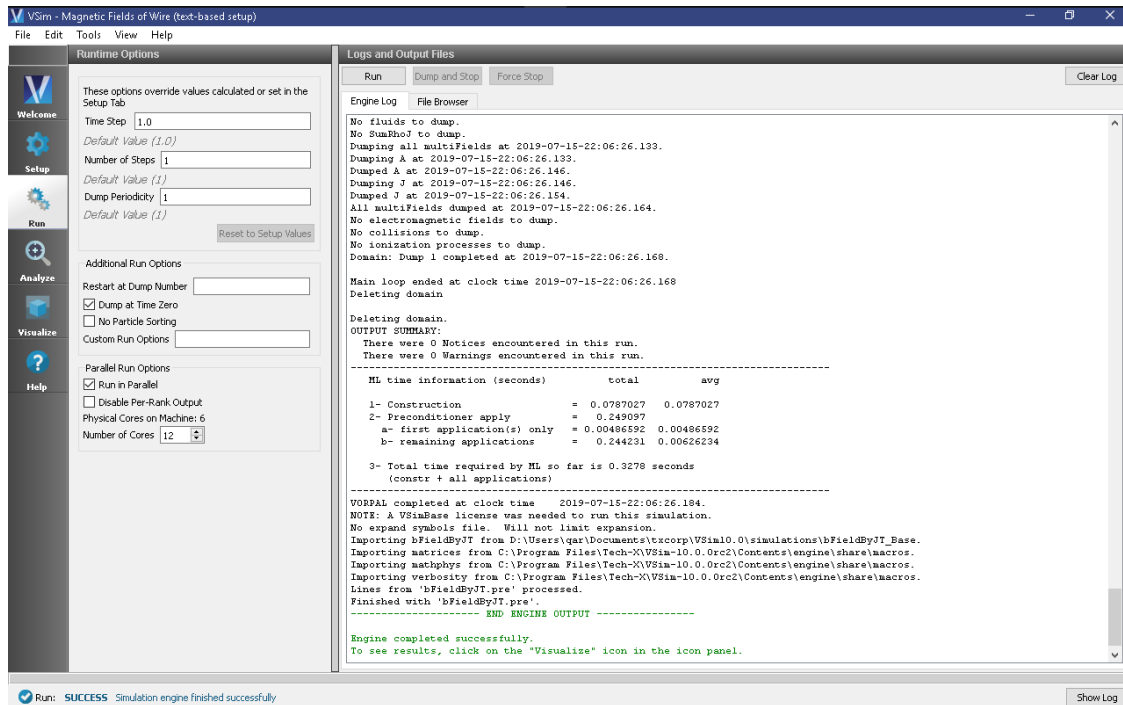 VSim - Magnetic Fields of Wire (text-based setup)
File Edit Tools View Help
Welcome
Setup
Run
Analyze
Visualize
Help
Runtime Options
These options override values calculated or set in the
Setup Tab
Time Step 1.0
Default Value (1.0)
Number of Steps 1
Default Value (1)
Dump Periodicity 1
Default Value (1)
Reset to Setup Values
Additional Run Options
Restart at Dump Number
Dump at Time Zero
No Particle Sorting
Custom Run Options
Parallel Run Options
Run in Parallel
Disable Per-Rank Output
Physical Cores on Machine: 6
Number of Cores 12
Logs and Output Files
Run Dump and Stop Force Stop Clear Log
Engine Log File Browser
No fluids to dump.
No SumRhoJ to dump.
Dumping all multiFields at 2019-07-15-22:06:26.133.
Dumping A at 2019-07-15-22:06:26.133.
Dumped A at 2019-07-15-22:06:26.146.
Dumping J at 2019-07-15-22:06:26.146.
Dumped J at 2019-07-15-22:06:26.154.
All multiFields dumped at 2019-07-15-22:06:26.164.
No electromagnetic fields to dump.
No collisions to dump.
No ionization processes to dump.
Domain: Dump 1 completed at 2019-07-15-22:06:26.168.
Main loop ended at clock time 2019-07-15-22:06:26.168
Deleting domain
Deleting domain.
OUTPUT SUMMARY:
There were 0 Notices encountered in this run.
There were 0 Warnings encountered in this run.
--------------------------------------------------------------------------------
ML time information (seconds) total avg
1- Construction = 0.0787027 0.0787027
2- Preconditioner apply = 0.249097
a- first application(s) only = 0.00486592 0.00486592
b- remaining applications = 0.244231 0.00626234
3- Total time required by ML so far is 0.3278 seconds
(constr + all applications)
--------------------------------------------------------------------------------
VORPAL completed at clock time 2019-07-15-22:06:26.184.
NOTE: A VSimBase license was needed to run this simulation.
No expand symbols file. Will not limit expansion.
Importing bFieldByJT from D:\Users\qar\Documents\txcorp\VSim10.0\simulations\bFieldByJT_Base.
Importing matrices from C:\Program Files\Tech-X\VSim-10.0.0rc2\Contents\engine\share\macros.
Importing mathphys from C:\Program Files\Tech-X\VSim-10.0.0rc2\Contents\engine\share\macros.
Importing verbosity from C:\Program Files\Tech-X\VSim-10.0.0rc2\Contents\engine\share\macros.
Lines from 'bFieldByJT.pre' processed.
Finished with 'bFieldByJT.pre'.
---------------------- END ENGINE OUTPUT ----------------
Engine completed successfully.
To see results, click on the "Visualize" icon in the icon panel.
Run: SUCCESS Simulation engine finished successfully
Show Log